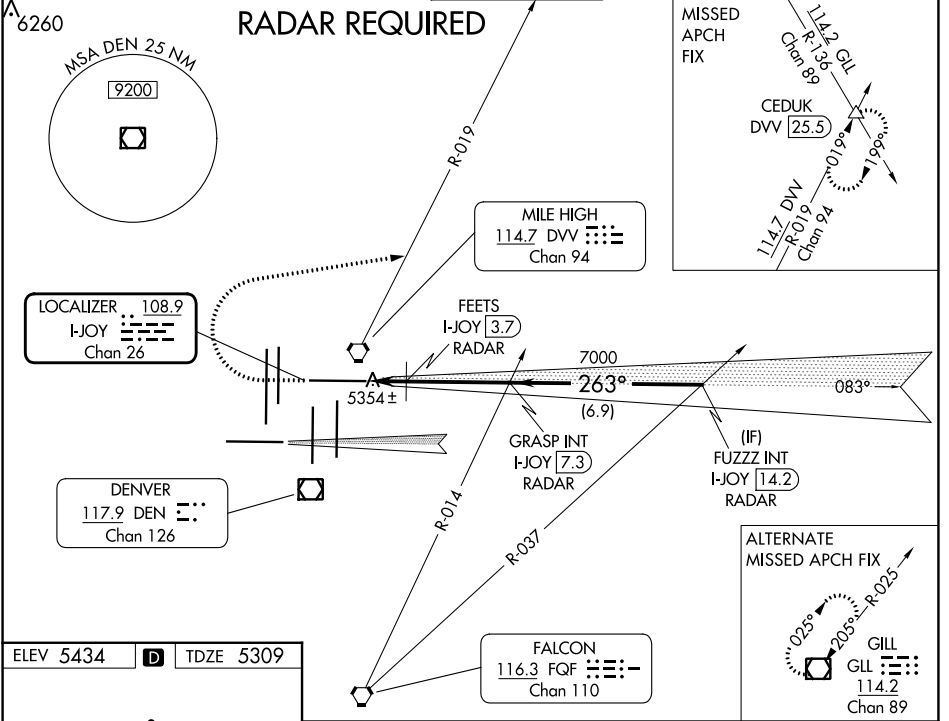 6260
RADAR REQUIRED
MSA DEN 25 NM
9200
R-019
MISSED
APCH
FIX
114.2 GLL
R-136
Chan 89
CEDUK
DVV 25.5
019°
199°
114.7 DVV
R-019
Chan 94
MILE HIGH
114.7 DVV
Chan 94
LOCALIZER 108.9
I-JOY
Chan 26
FEETS
I-JOY 3.7
RADAR
7000
263°
(6.9)
083°
5354 ±
GRASP INT
I-JOY 7.3
RADAR
(IF)
FUZZZ INT
I-JOY 14.2
RADAR
DENVER
117.9 DEN
Chan 126
R-014
R-037
ALTERNATE
MISSED APCH FIX
R-025
025°
205°
GILL
GLL
114.2
Chan 89
FALCON
116.3 FQF
Chan 110
ELEV 5434 D TDZE 5309